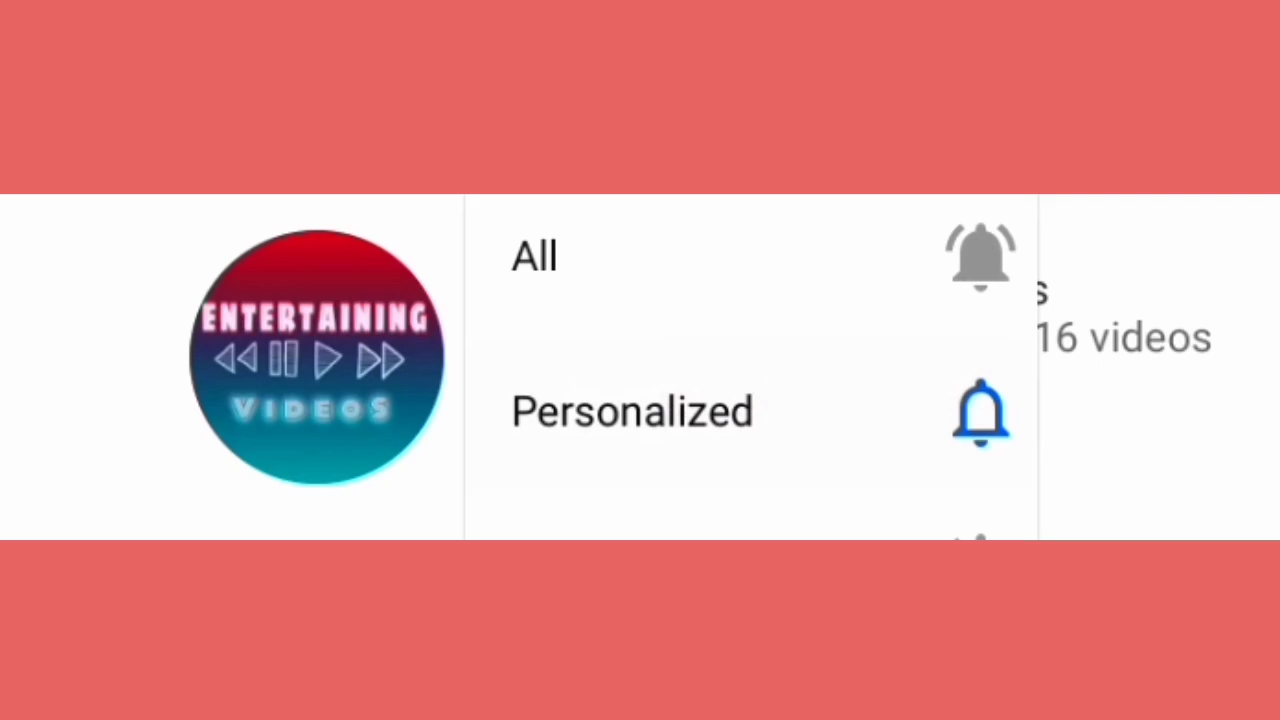 ENTERTAINING
VIDEOS
All
s
16 videos
Personalized